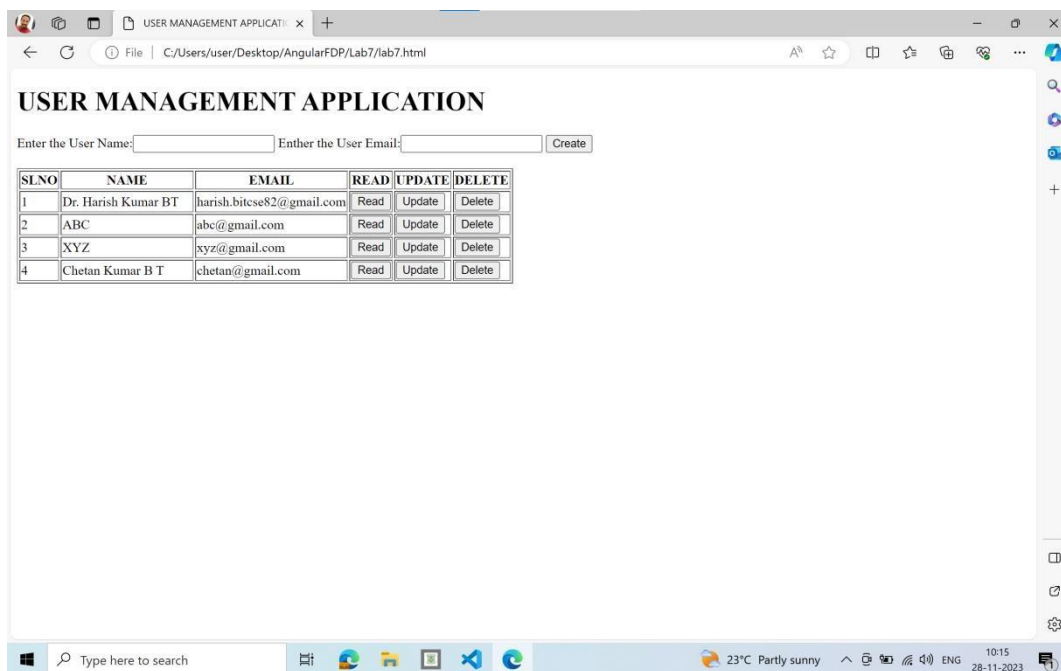 USER MANAGEMENT APPLICATI
File | C:/Users/user/Desktop/AngularFDP/Lab7/lab7.html
USER MANAGEMENT APPLICATION
Enter the User Name: Enther the User Email: Create
SLNO NAME EMAIL READ UPDATE DELETE
1 Dr. Harish Kumar BT harish.bitcse82@gmail.com Read Update Delete
2 ABC abc@gmail.com Read Update Delete
3 XYZ xyz@gmail.com Read Update Delete
4 Chetan Kumar B T chetan@gmail.com Read Update Delete
Type here to search 23°C Partly sunny ENG 10:15
28-11-2023